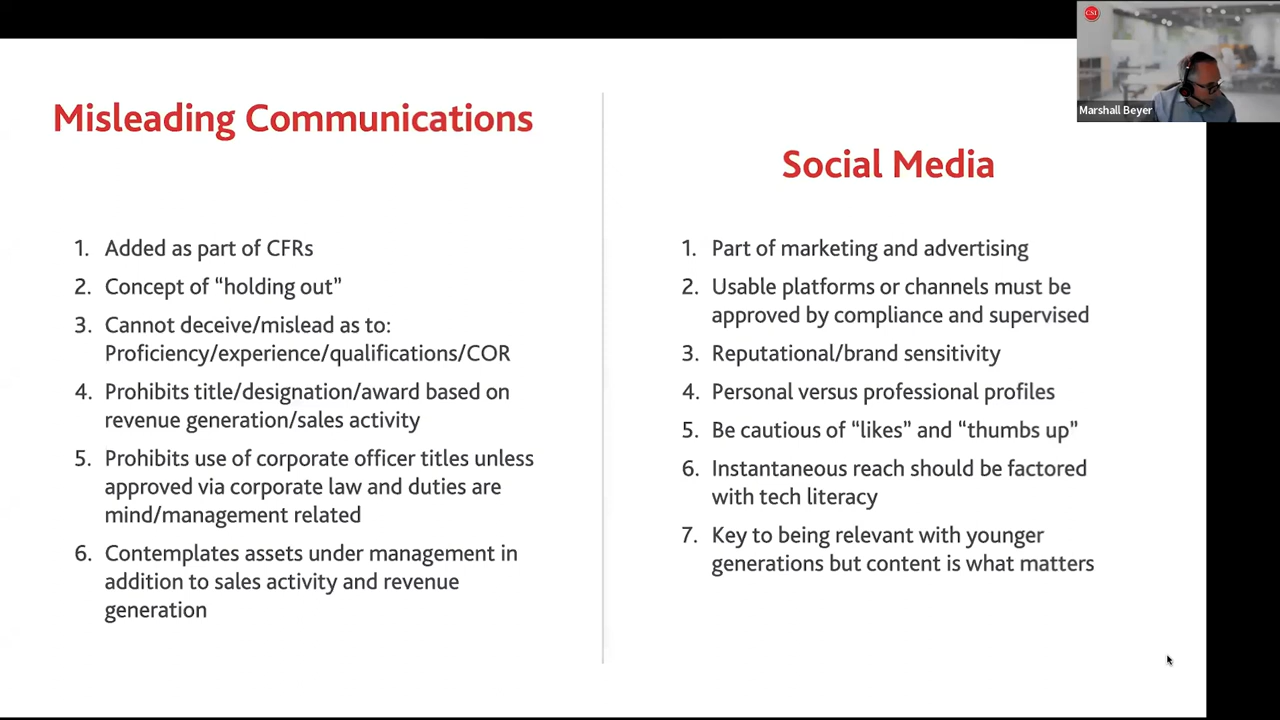 CSI
Marshall Beyer
Misleading Communications
1. Added as part of CFRs
2. Concept of “holding out”
3. Cannot deceive/mislead as to:
Proficiency/experience/qualifications/COR
4. Prohibits title/designation/award based on
revenue generation/sales activity
5. Prohibits use of corporate officer titles unless
approved via corporate law and duties are
mind/management related
6. Contemplates assets under management in
addition to sales activity and revenue
generation
Social Media
1. Part of marketing and advertising
2. Usable platforms or channels must be
approved by compliance and supervised
3. Reputational/brand sensitivity
4. Personal versus professional profiles
5. Be cautious of “likes” and “thumbs up”
6. Instantaneous reach should be factored
with tech literacy
7. Key to being relevant with younger
generations but content is what matters